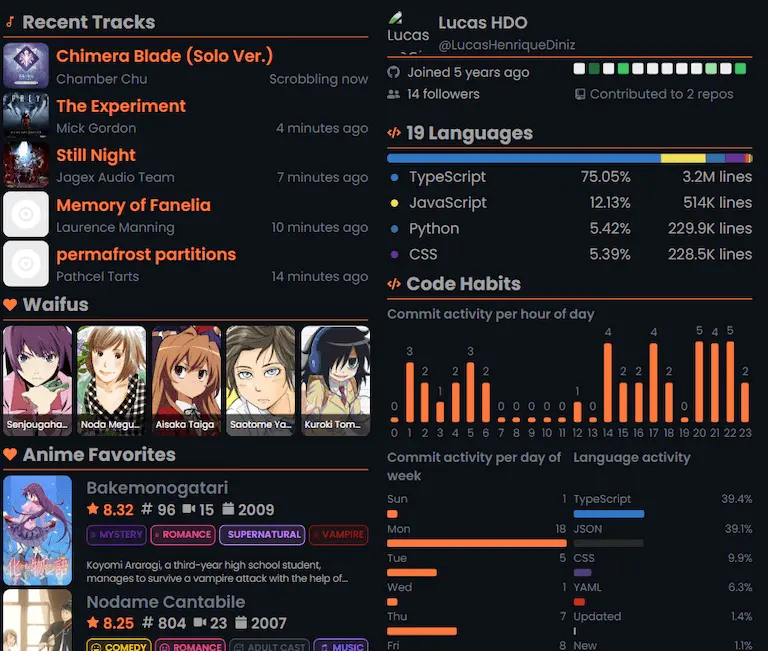 Recent Tracks
Chimera Blade (Solo Ver.)
Chamber Chu Scrobbling now
The Experiment
Mick Gordon 4 minutes ago
Still Night
Jagex Audio Team 7 minutes ago
Memory of Fanelia
Laurence Manning 10 minutes ago
permafrost partitions
Pathcel Tarts 14 minutes ago
Waifus
Senjougaha... Noda Megu... Aisaka Taiga Saotome Ya... Kuroki Tom...
Anime Favorites
Bakemonogatari
8.32 # 96 15 2009
MYSTERY ROMANCE SUPERNATURAL VAMPIRE
Koyomi Araragi, a third-year high school student,
manages to survive a vampire attack with the help of...
Nodame Cantabile
8.25 # 804 23 2007
COMEDY ROMANCE ADULT CAST MUSIC
Lucas
Lucas HDO
@LucasHenriqueDiniz
Joined 5 years ago
14 followers
Contributed to 2 repos
19 Languages
TypeScript 75.05% 3.2M lines
JavaScript 12.13% 514K lines
Python 5.42% 229.9K lines
CSS 5.39% 228.5K lines
Code Habits
Commit activity per hour of day
0 3 2 1 2 3 2 0 0 0 0 0 1 0 4 2 2 4 2 0 5 4 5 2
0 1 2 3 4 5 6 7 8 9 10 11 12 13 14 15 16 17 18 19 20 21 22 23
Commit activity per day of
week
Sun 1
Mon 18
Tue 5
Wed 1
Thu 7
Fri 8
Language activity
TypeScript 39.4%
JSON 39.1%
CSS 9.9%
YAML 6.3%
Updated 1.4%
New 1.1%